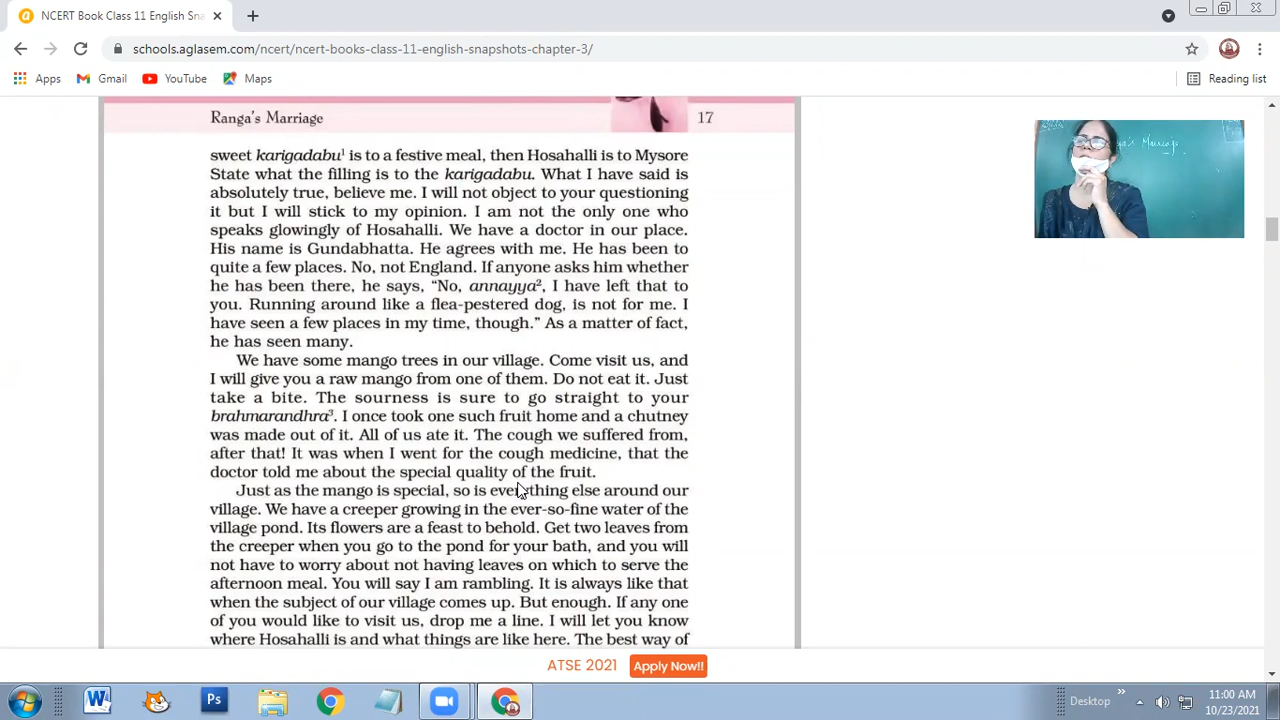 NCERT Book Class 11 English Sna
schools.aglasem.com/ncert/ncert-books-class-11-english-snapshots-chapter-3/
Apps Gmail YouTube Maps Reading list
Ranga's Marriage 17
sweet karigadabu¹ is to a festive meal, then Hosahalli is to Mysore
State what the filling is to the karigadabu. What I have said is
absolutely true, believe me. I will not object to your questioning
it but I will stick to my opinion. I am not the only one who
speaks glowingly of Hosahalli. We have a doctor in our place.
His name is Gundabhatta. He agrees with me. He has been to
quite a few places. No, not England. If anyone asks him whether
he has been there, he says, “No, annayya², I have left that to
you. Running around like a flea-pestered dog, is not for me. I
have seen a few places in my time, though.” As a matter of fact,
he has seen many.
We have some mango trees in our village. Come visit us, and
I will give you a raw mango from one of them. Do not eat it. Just
take a bite. The sourness is sure to go straight to your
brahmarandhra³. I once took one such fruit home and a chutney
was made out of it. All of us ate it. The cough we suffered from,
after that! It was when I went for the cough medicine, that the
doctor told me about the special quality of the fruit.
Just as the mango is special, so is everything else around our
village. We have a creeper growing in the ever-so-fine water of the
village pond. Its flowers are a feast to behold. Get two leaves from
the creeper when you go to the pond for your bath, and you will
not have to worry about not having leaves on which to serve the
afternoon meal. You will say I am rambling. It is always like that
when the subject of our village comes up. But enough. If any one
of you would like to visit us, drop me a line. I will let you know
where Hosahalli is and what things are like here. The best way of
ATSE 2021 Apply Now!!
Desktop
11:00 AM
10/23/2021